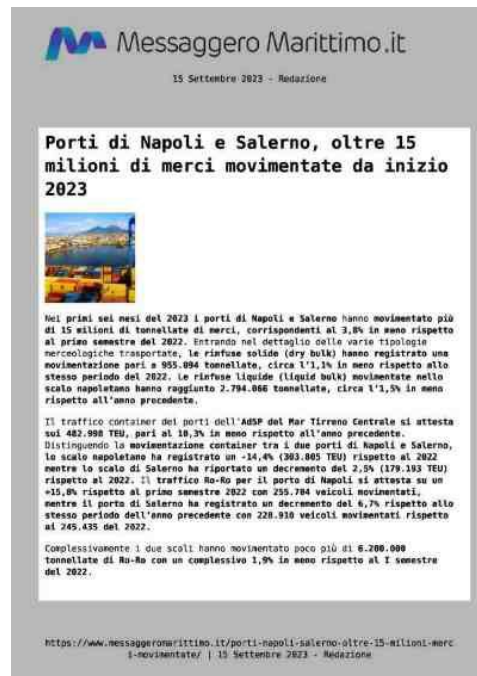 Messaggero Marittimo.it
15 Settembre 2023 - Redazione
Porti di Napoli e Salerno, oltre 15
milioni di merci movimentate da inizio
2023
Nei primi sei mesi del 2023 i porti di Napoli e Salerno hanno movimentato più
di 15 milioni di tonnellate di merci, corrispondenti al 3,8% in meno rispetto
al primo semestre del 2022. Entrando nel dettaglio delle varie tipologie
merceologiche trasportate, le rinfuse solide (dry bulk) hanno registrato una
movimentazione pari a 955.094 tonnellate, circa l'1,1% in meno rispetto allo
stesso periodo del 2022. Le rinfuse liquide (liquid bulk) movimentate nello
scalo napoletano hanno raggiunto 2.794.066 tonnellate, circa l'1,5% in meno
rispetto all'anno precedente.
Il traffico container dei porti dell'AdSP del Mar Tirreno Centrale si attesta
sui 482.998 TEU, pari al 10,3% in meno rispetto all'anno precedente.
Distinguendo la movimentazione container tra i due porti di Napoli e Salerno,
lo scalo napoletano ha registrato un -14,4% (303.805 TEU) rispetto al 2022
mentre lo scalo di Salerno ha riportato un decremento del 2,5% (179.193 TEU)
rispetto al 2022. Il traffico Ro-Ro per il porto di Napoli si attesta su un
+15,8% rispetto al primo semestre 2022 con 255.704 veicoli movimentati,
mentre il porto di Salerno ha registrato un decremento del 6,7% rispetto allo
stesso periodo dell'anno precedente con 228.910 veicoli movimentati rispetto
ai 245.435 del 2022.
Complessivamente i due scali hanno movimentato poco più di 6.200.000
tonnellate di Ro-Ro con un complessivo 1,9% in meno rispetto al I semestre
del 2022.
https://www.messaggeromarittimo.it/porti-napoli-salerno-oltre-15-milioni-merc
i-movimentate/ | 15 Settembre 2023 - Redazione